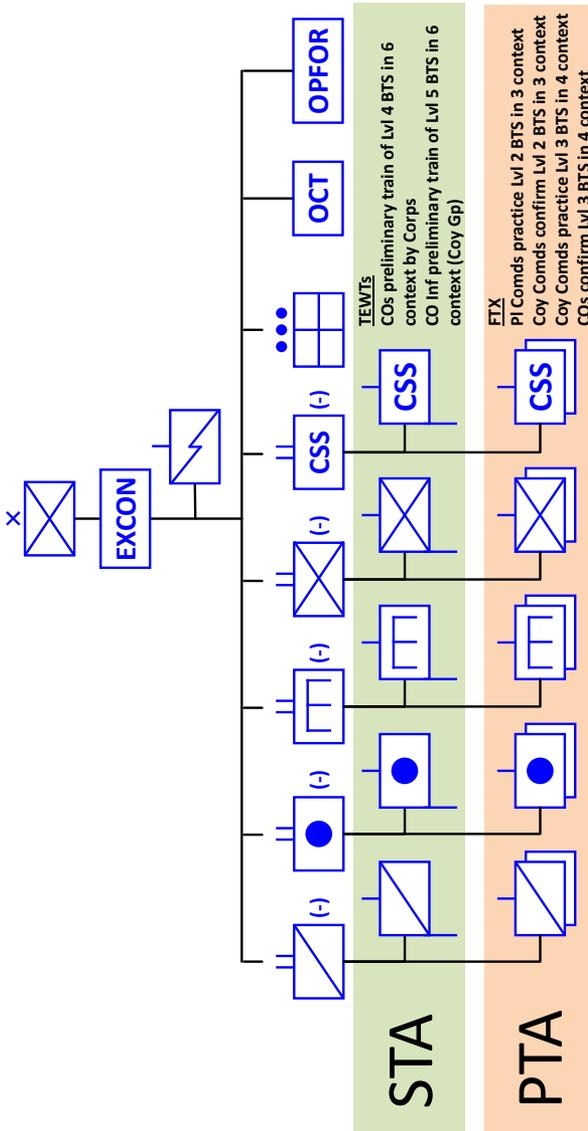 ×
EXCON
(-)
(-)
(-)
(-)
CSS
(-)
OCT
OPFOR
STA
CSS
TEWTs
COs preliminary train of Lvl 4 BTS in 6
context by Corps
CO Inf preliminary train of Lvl 5 BTS in 6
context (Coy Gp)
PTA
CSS
FTX
Pl Comds practice Lvl 2 BTS in 3 context
Coy Comds confirm Lvl 2 BTS in 3 context
Coy Comds practice Lvl 3 BTS in 4 context
COs confirm Lvl 3 BTS in 4 context